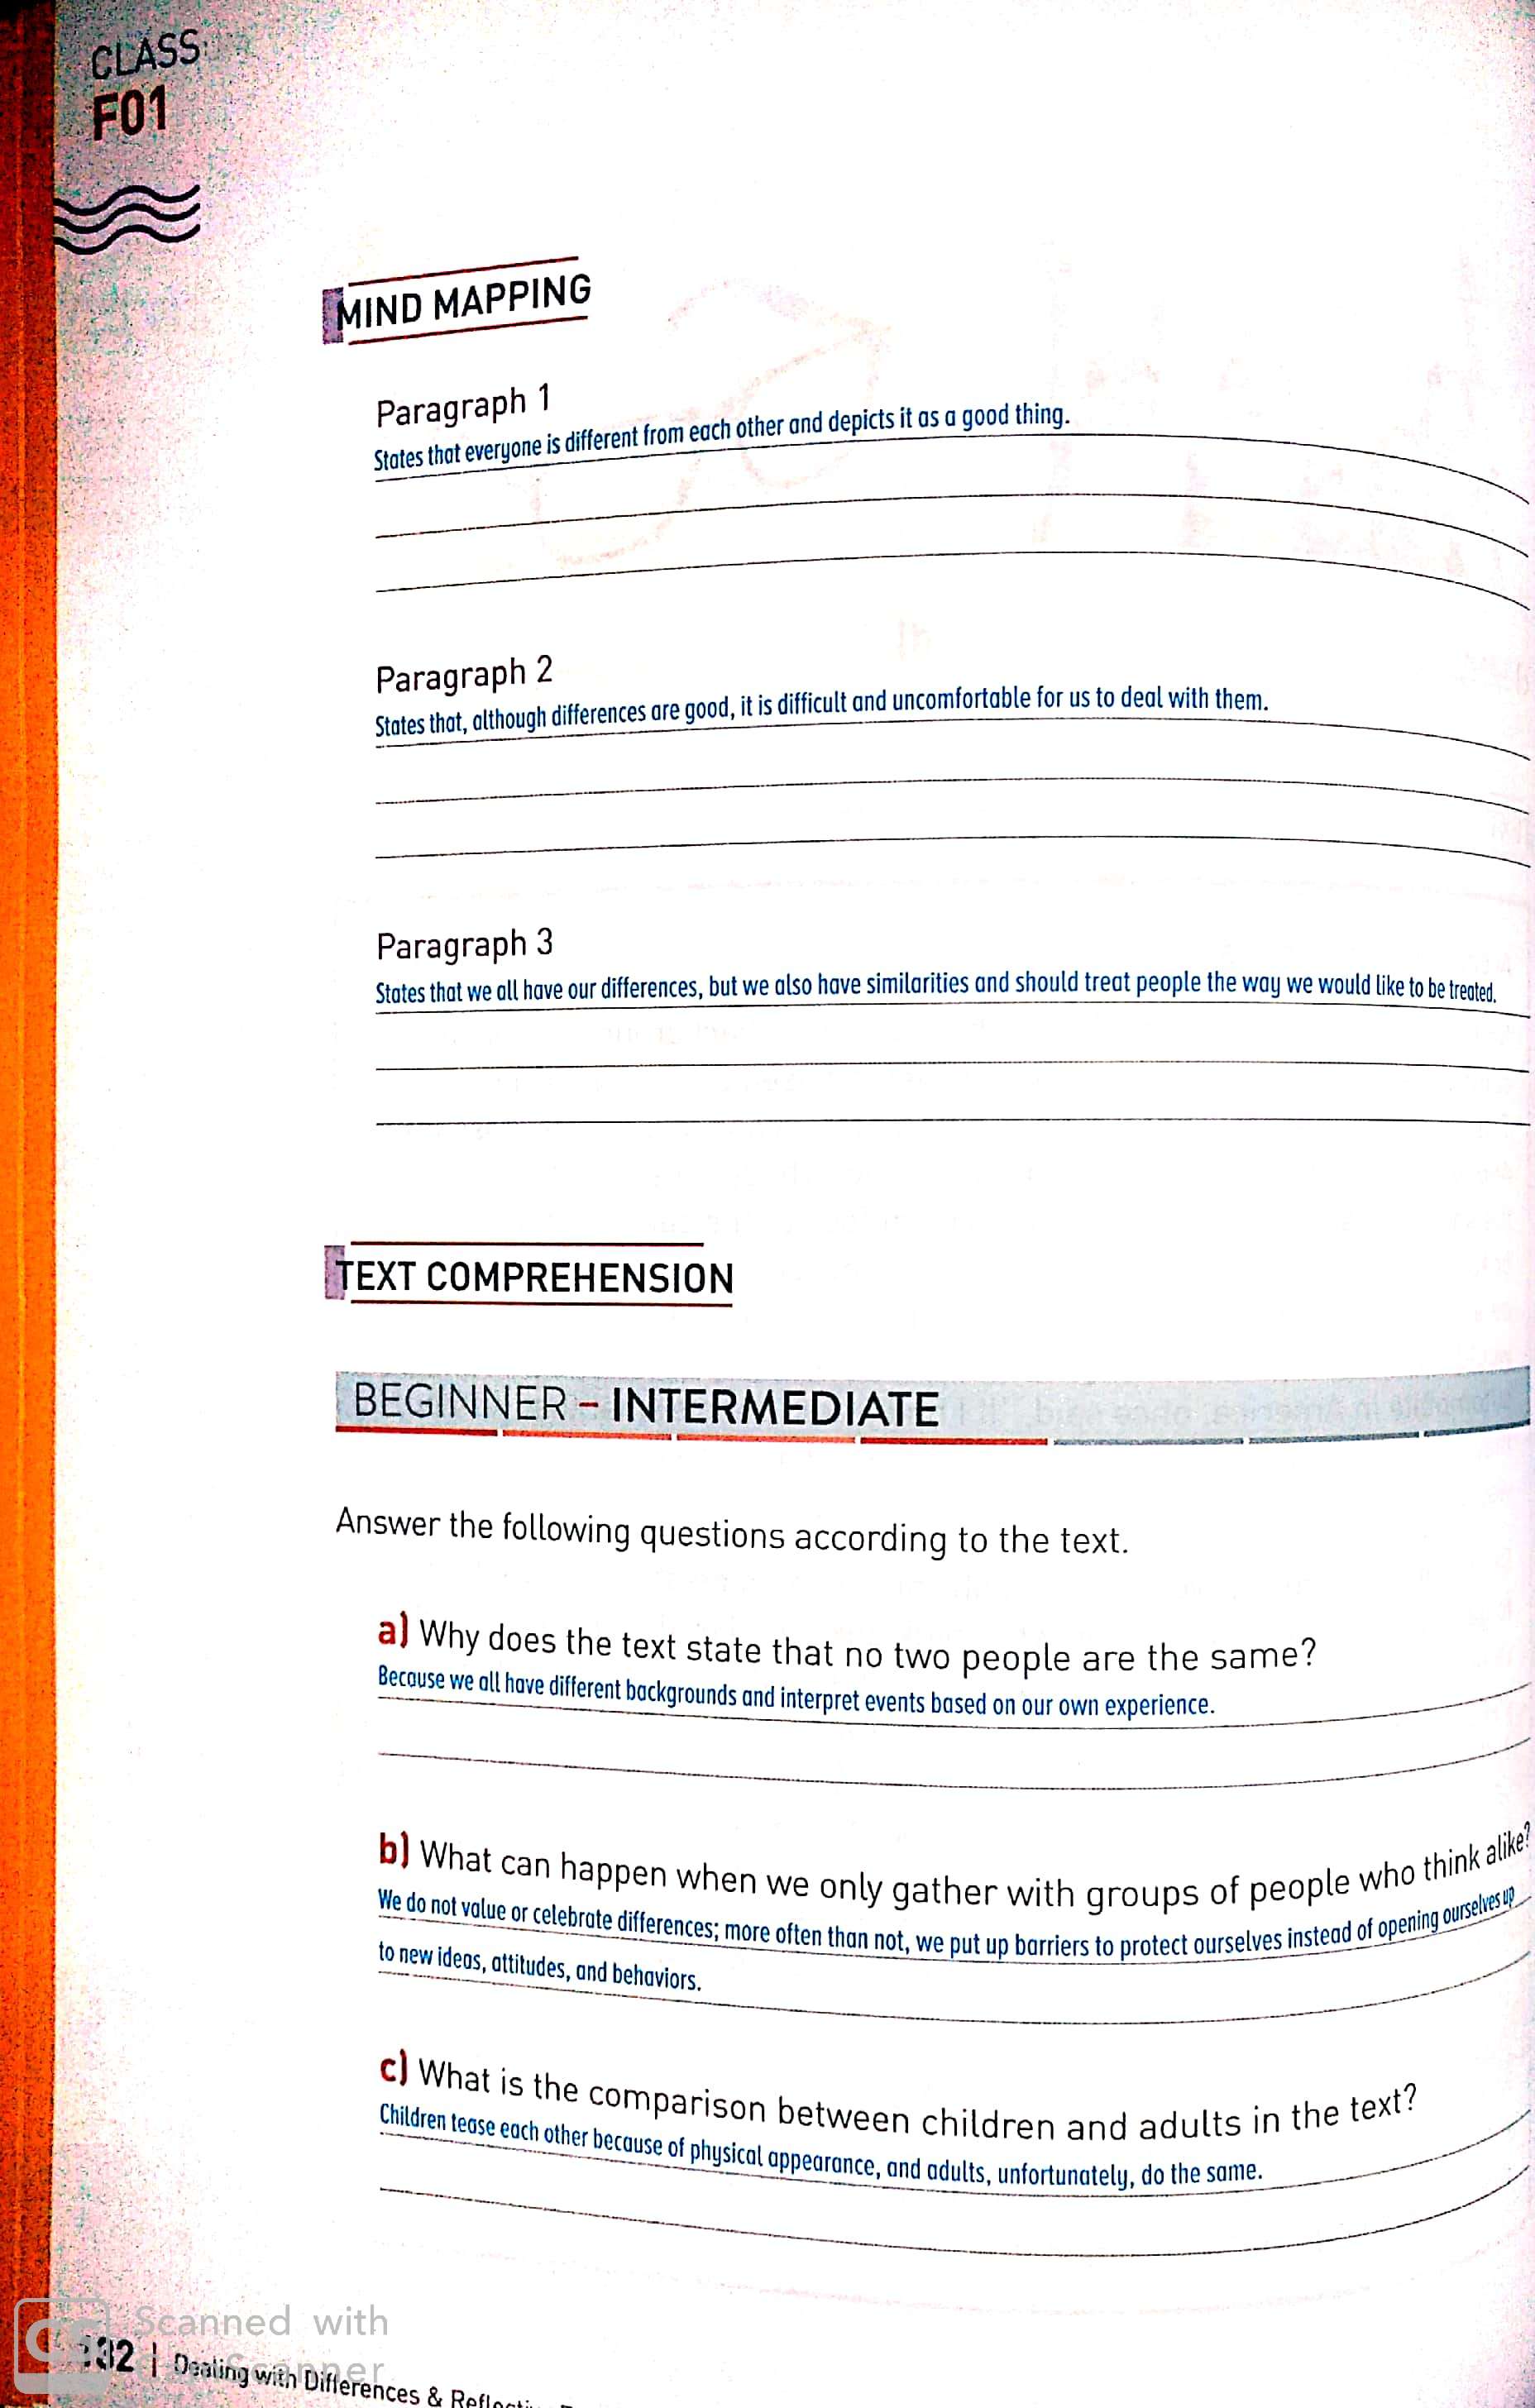 CLASS
F01
MIND MAPPING
Paragraph 1
States that everyone is different from each other and depicts it as a good thing.
Paragraph 2
States that, although differences are good, it is difficult and uncomfortable for us to deal with them.
Paragraph 3
States that we all have our differences, but we also have similarities and should treat people the way we would like to be treated.
TEXT COMPREHENSION
BEGINNER - INTERMEDIATE
Answer the following questions according to the text.
a) Why does the text state that no two people are the same?
Because we all have different backgrounds and interpret events based on our own experience.
b) What can happen when we only gather with groups of people who think alike?
We do not value or celebrate differences; more often than not, we put up barriers to protect ourselves instead of opening ourselves up
to new ideas, attitudes, and behaviors.
c) What is the comparison between children and adults in the text?
Children tease each other because of physical appearance, and adults, unfortunately, do the same.
CS Scanned with
CamScanner
32 | Dealing with Differences &